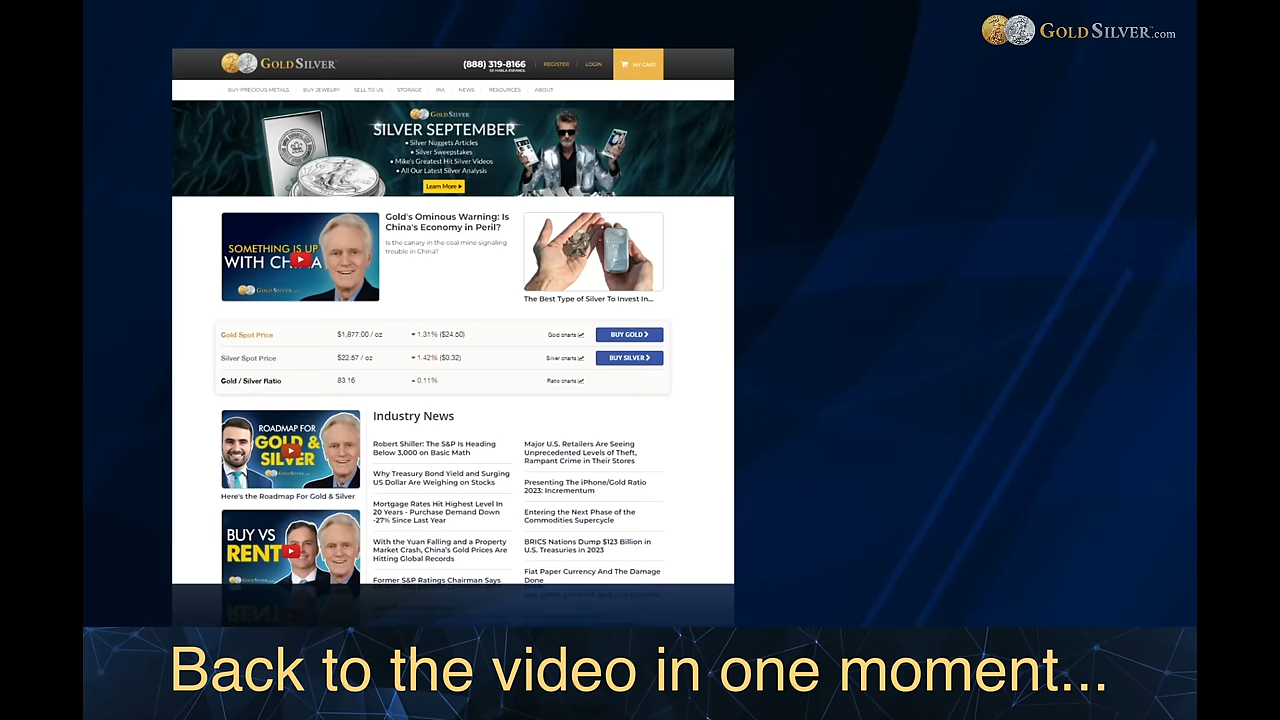 GOLDSILVER.com
GOLDSILVER
(888) 319-8166
SE HABLA ESPAÑOL
REGISTER
LOGIN
MY CART
BUY PRECIOUS METALS
BUY JEWELRY
SELL TO US
STORAGE
IRA
NEWS
RESOURCES
ABOUT
GOLDSILVER
SILVER SEPTEMBER
• Silver Nuggets Articles
• Silver Sweepstakes
• Mike's Greatest Hit Silver Videos
• All Our Latest Silver Analysis
Learn More
SOMETHING IS UP
WITH CHINA
GOLDSILVER
Gold's Ominous Warning: Is
China's Economy in Peril?
Is the canary in the coal mine signaling
trouble in China?
The Best Type of Silver To Invest In...
Gold Spot Price $1,877.00 / oz 1.31% ($24.50) Gold charts BUY GOLD
Silver Spot Price $22.57 / oz 1.42% ($0.32) Silver charts BUY SILVER
Gold / Silver Ratio 83.16 0.11% Ratio charts
ROADMAP FOR
GOLD &
SILVER
GOLDSILVER
Here's the Roadmap For Gold & Silver
BUY VS
RENT
GOLDSILVER
Industry News
Robert Shiller: The S&P Is Heading
Below 3,000 on Basic Math
Why Treasury Bond Yield and Surging
US Dollar Are Weighing on Stocks
Mortgage Rates Hit Highest Level In
20 Years - Purchase Demand Down
-27% Since Last Year
With the Yuan Falling and a Property
Market Crash, China's Gold Prices Are
Hitting Global Records
Former S&P Ratings Chairman Says
Major U.S. Retailers Are Seeing
Unprecedented Levels of Theft,
Rampant Crime in Their Stores
Presenting The iPhone/Gold Ratio
2023: Incrementum
Entering the Next Phase of the
Commodities Supercycle
BRICS Nations Dump $123 Billion in
U.S. Treasuries in 2023
Fiat Paper Currency And The Damage
Done
Back to the video in one moment...